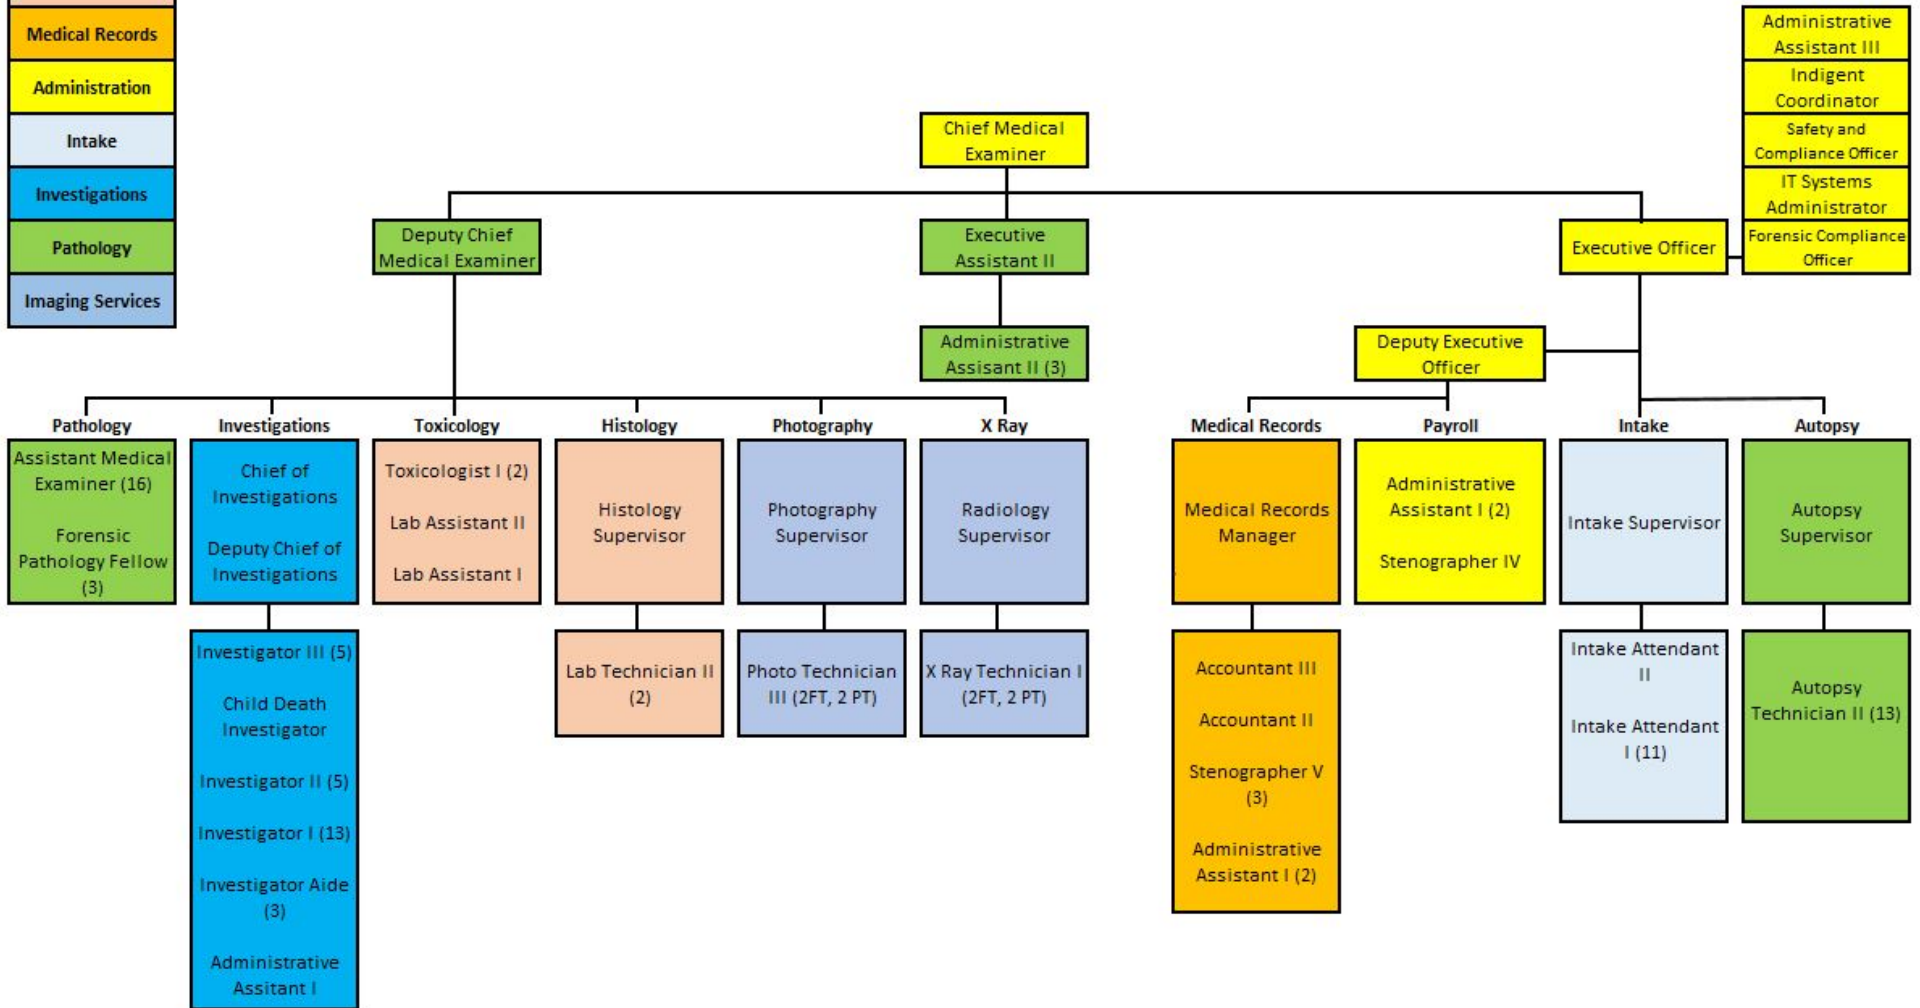 Medical Records
Administration
Intake
Investigations
Pathology
Imaging Services
Administrative
Assistant III
Indigent
Coordinator
Safety and
Compliance Officer
IT Systems
Administrator
Forensic Compliance
Officer
Chief Medical
Examiner
Deputy Chief
Medical Examiner
Executive
Assistant II
Executive Officer
Administrative
Assisant II (3)
Deputy Executive
Officer
Pathology
Assistant Medical
Examiner (16)
Forensic
Pathology Fellow
(3)
Investigations
Chief of
Investigations
Deputy Chief of
Investigations
Investigator III (5)
Child Death
Investigator
Investigator II (5)
Investigator I (13)
Investigator Aide
(3)
Administrative
Assitant I
Toxicology
Toxicologist I (2)
Lab Assistant II
Lab Assistant I
Histology
Histology
Supervisor
Lab Technician II
(2)
Photography
Photography
Supervisor
Photo Technician
III (2FT, 2 PT)
X Ray
Radiology
Supervisor
X Ray Technician I
(2FT, 2 PT)
Medical Records
Medical Records
Manager
Accountant III
Accountant II
Stenographer V
(3)
Administrative
Assistant I (2)
Payroll
Administrative
Assistant I (2)
Stenographer IV
Intake
Intake Supervisor
Intake Attendant
II
Intake Attendant
I (11)
Autopsy
Autopsy
Supervisor
Autopsy
Technician II (13)